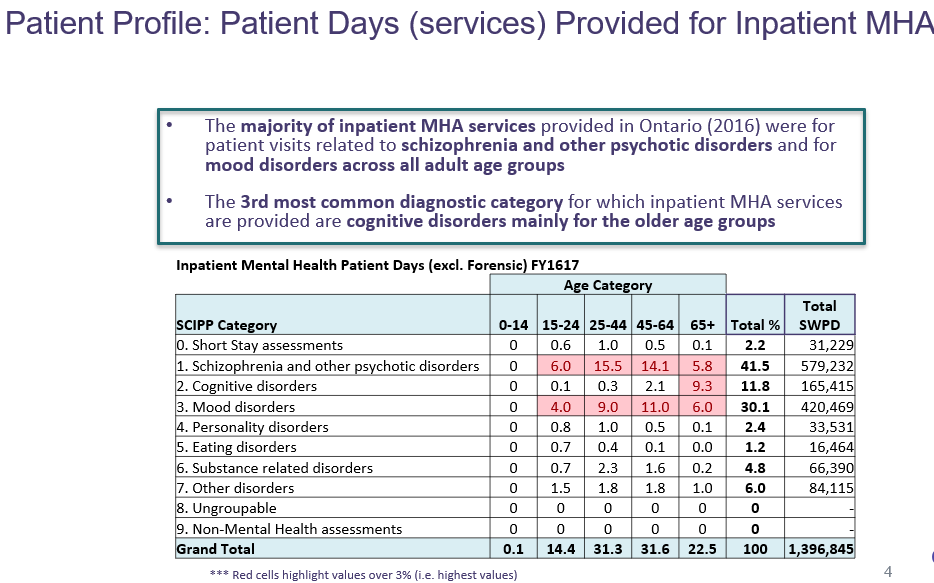 Patient Profile: Patient Days (services) Provided for Inpatient MHA
• The majority of inpatient MHA services provided in Ontario (2016) were for
patient visits related to schizophrenia and other psychotic disorders and for
mood disorders across all adult age groups
• The 3rd most common diagnostic category for which inpatient MHA services
are provided are cognitive disorders mainly for the older age groups
Inpatient Mental Health Patient Days (excl. Forensic) FY1617
Age Category
SCIPP Category 0-14 15-24 25-44 45-64 65+ Total % Total SWPD
0. Short Stay assessments 0 0.6 1.0 0.5 0.1 2.2 31,229
1. Schizophrenia and other psychotic disorders 0 6.0 15.5 14.1 5.8 41.5 579,232
2. Cognitive disorders 0 0.1 0.3 2.1 9.3 11.8 165,415
3. Mood disorders 0 4.0 9.0 11.0 6.0 30.1 420,469
4. Personality disorders 0 0.8 1.0 0.5 0.1 2.4 33,531
5. Eating disorders 0 0.7 0.4 0.1 0.0 1.2 16,464
6. Substance related disorders 0 0.7 2.3 1.6 0.2 4.8 66,390
7. Other disorders 0 1.5 1.8 1.8 1.0 6.0 84,115
8. Ungroupable 0 0 0 0 0 0 -
9. Non-Mental Health assessments 0 0 0 0 0 0 -
Grand Total 0.1 14.4 31.3 31.6 22.5 100 1,396,845
*** Red cells highlight values over 3% (i.e. highest values)
4